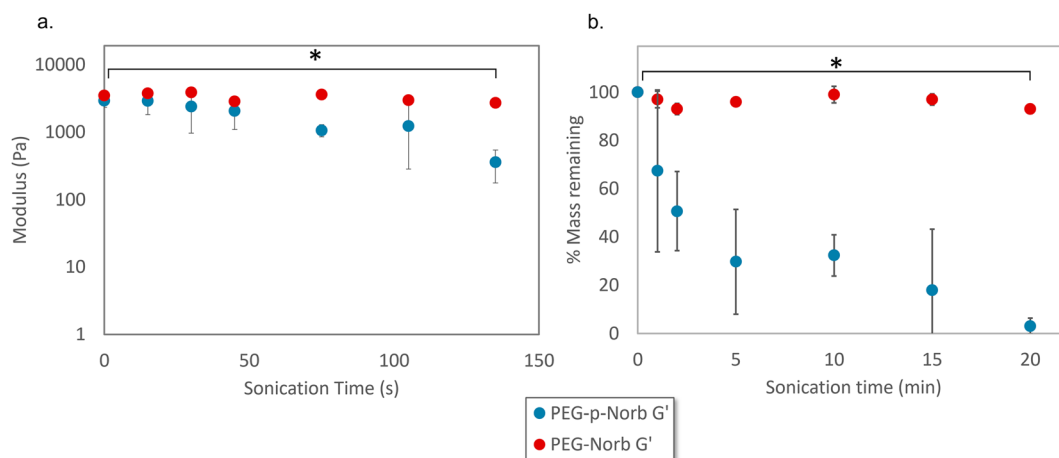 a.
*
10000
1000
100
10
1
Modulus (Pa)
0
50
100
150
Sonication Time (s)
b.
*
100
80
60
40
20
0
% Mass remaining
0
5
10
15
20
Sonication time (min)
PEG-p-Norb G'
PEG-Norb G'